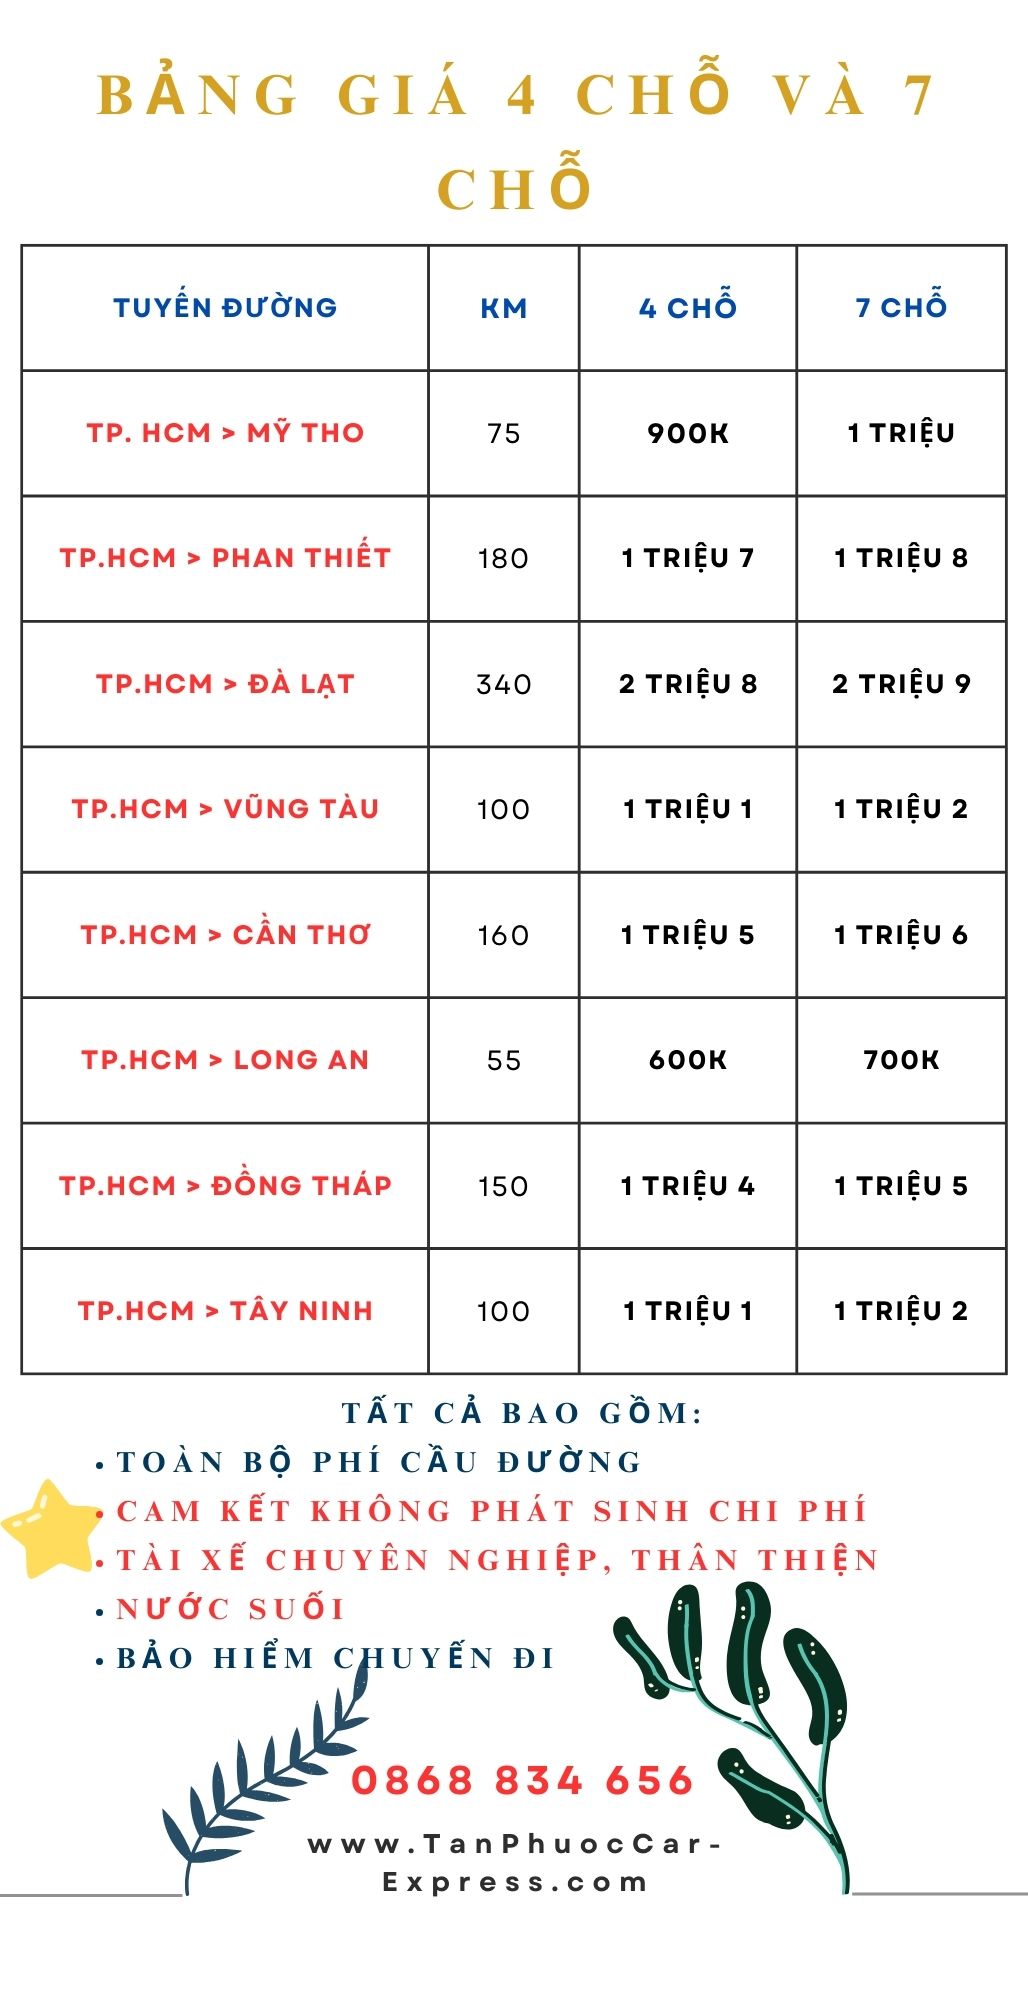 BẢNG GIÁ 4 CHỖ VÀ 7
CHỖ
TUYẾN ĐƯỜNG KM 4 CHỖ 7 CHỖ
TP. HCM > MỸ THO 75 900K 1 TRIỆU
TP.HCM > PHAN THIẾT 180 1 TRIỆU 7 1 TRIỆU 8
TP.HCM > ĐÀ LẠT 340 2 TRIỆU 8 2 TRIỆU 9
TP.HCM > VŨNG TÀU 100 1 TRIỆU 1 1 TRIỆU 2
TP.HCM > CẦN THƠ 160 1 TRIỆU 5 1 TRIỆU 6
TP.HCM > LONG AN 55 600K 700K
TP.HCM > ĐỒNG THÁP 150 1 TRIỆU 4 1 TRIỆU 5
TP.HCM > TÂY NINH 100 1 TRIỆU 1 1 TRIỆU 2
TẤT CẢ BAO GỒM:
• TOÀN BỘ PHÍ CẦU ĐƯỜNG
• CAM KẾT KHÔNG PHÁT SINH CHI PHÍ
• TÀI XẾ CHUYÊN NGHIỆP, THÂN THIỆN
• NƯỚC SUỐI
• BẢO HIỂM CHUYẾN ĐI
0868 834 656
www.TanPhuocCar-
Express.com